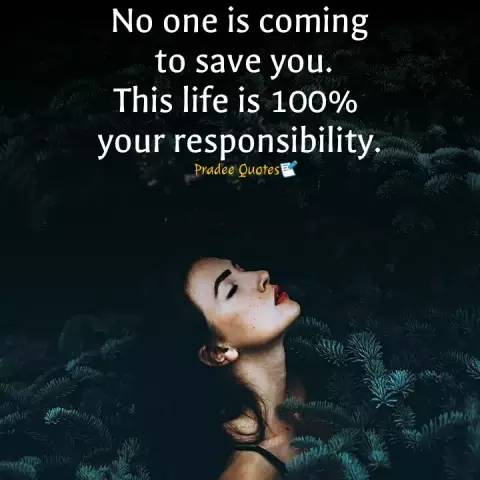 No one is coming
to save you.
This life is 100%
your responsibility.
Pradee Quotes📝